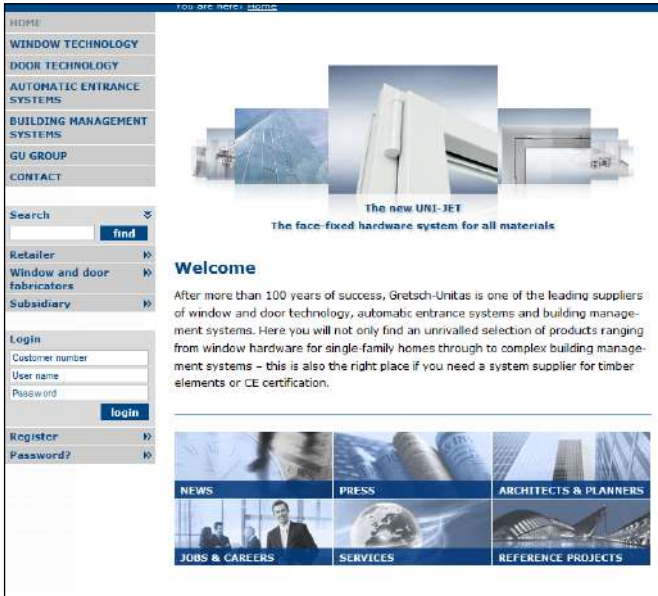 You are here? Home
HOME
WINDOW TECHNOLOGY
DOOR TECHNOLOGY
AUTOMATIC ENTRANCE
SYSTEMS
BUILDING MANAGEMENT
SYSTEMS
GU GROUP
CONTACT
Search
find
Retailer
Window and door
fabricators
Subsidiary
Login
Customer number
User name
Password
login
Register
Password?
The new UNI-JET
The face-fixed hardware system for all materials
Welcome
After more than 100 years of success, Gretsch-Unitas is one of the leading suppliers
of window and door technology, automatic entrance systems and building manage-
ment systems. Here you will not only find an unrivalled selection of products ranging
from window hardware for single-family homes through to complex building manage-
ment systems – this is also the right place if you need a system supplier for timber
elements or CE certification.
NEWS
PRESS
ARCHITECTS & PLANNERS
JOBS & CAREERS
SERVICES
REFERENCE PROJECTS